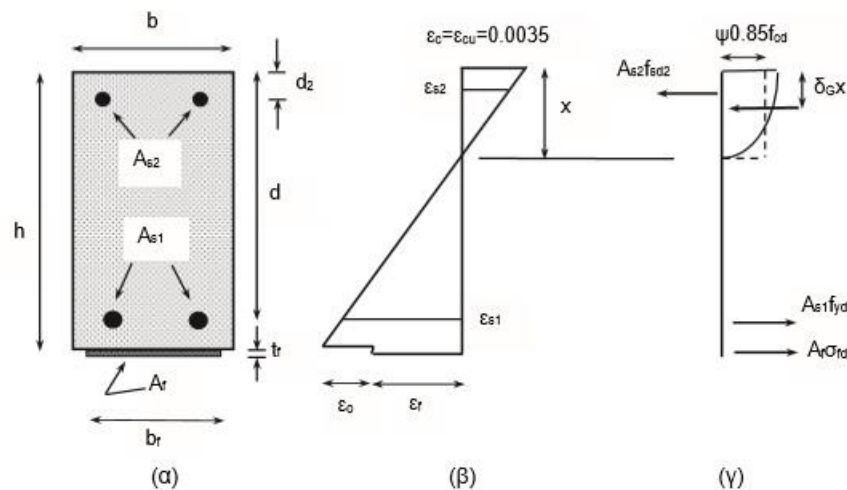 b
d₂
Aₛ₂
d
h
Aₛ₁
tf
Af
bf
(α)
εc=εcu=0.0035
εs2
x
εs1
εo
εf
(β)
ψ0.85fcd
As2fsd2
δGx
As1fyd
Afσfd
(γ)